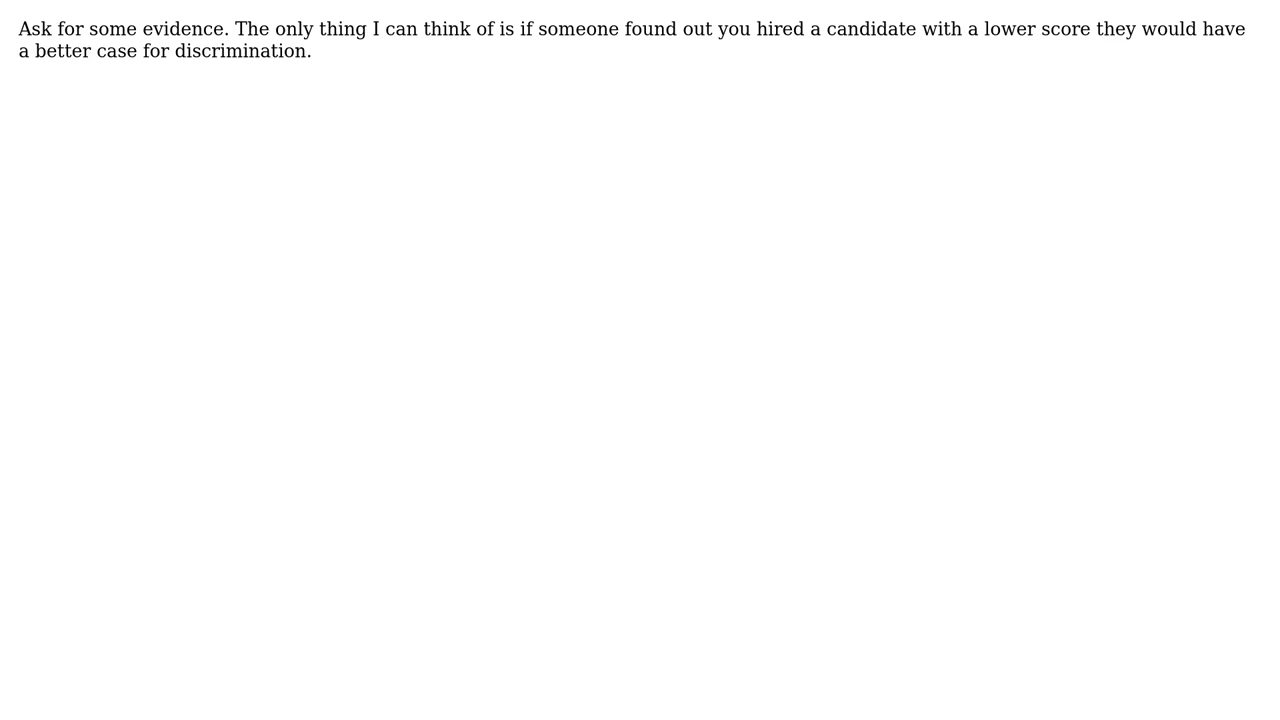 Ask for some evidence. The only thing I can think of is if someone found out you hired a candidate with a lower score they would have
a better case for discrimination.